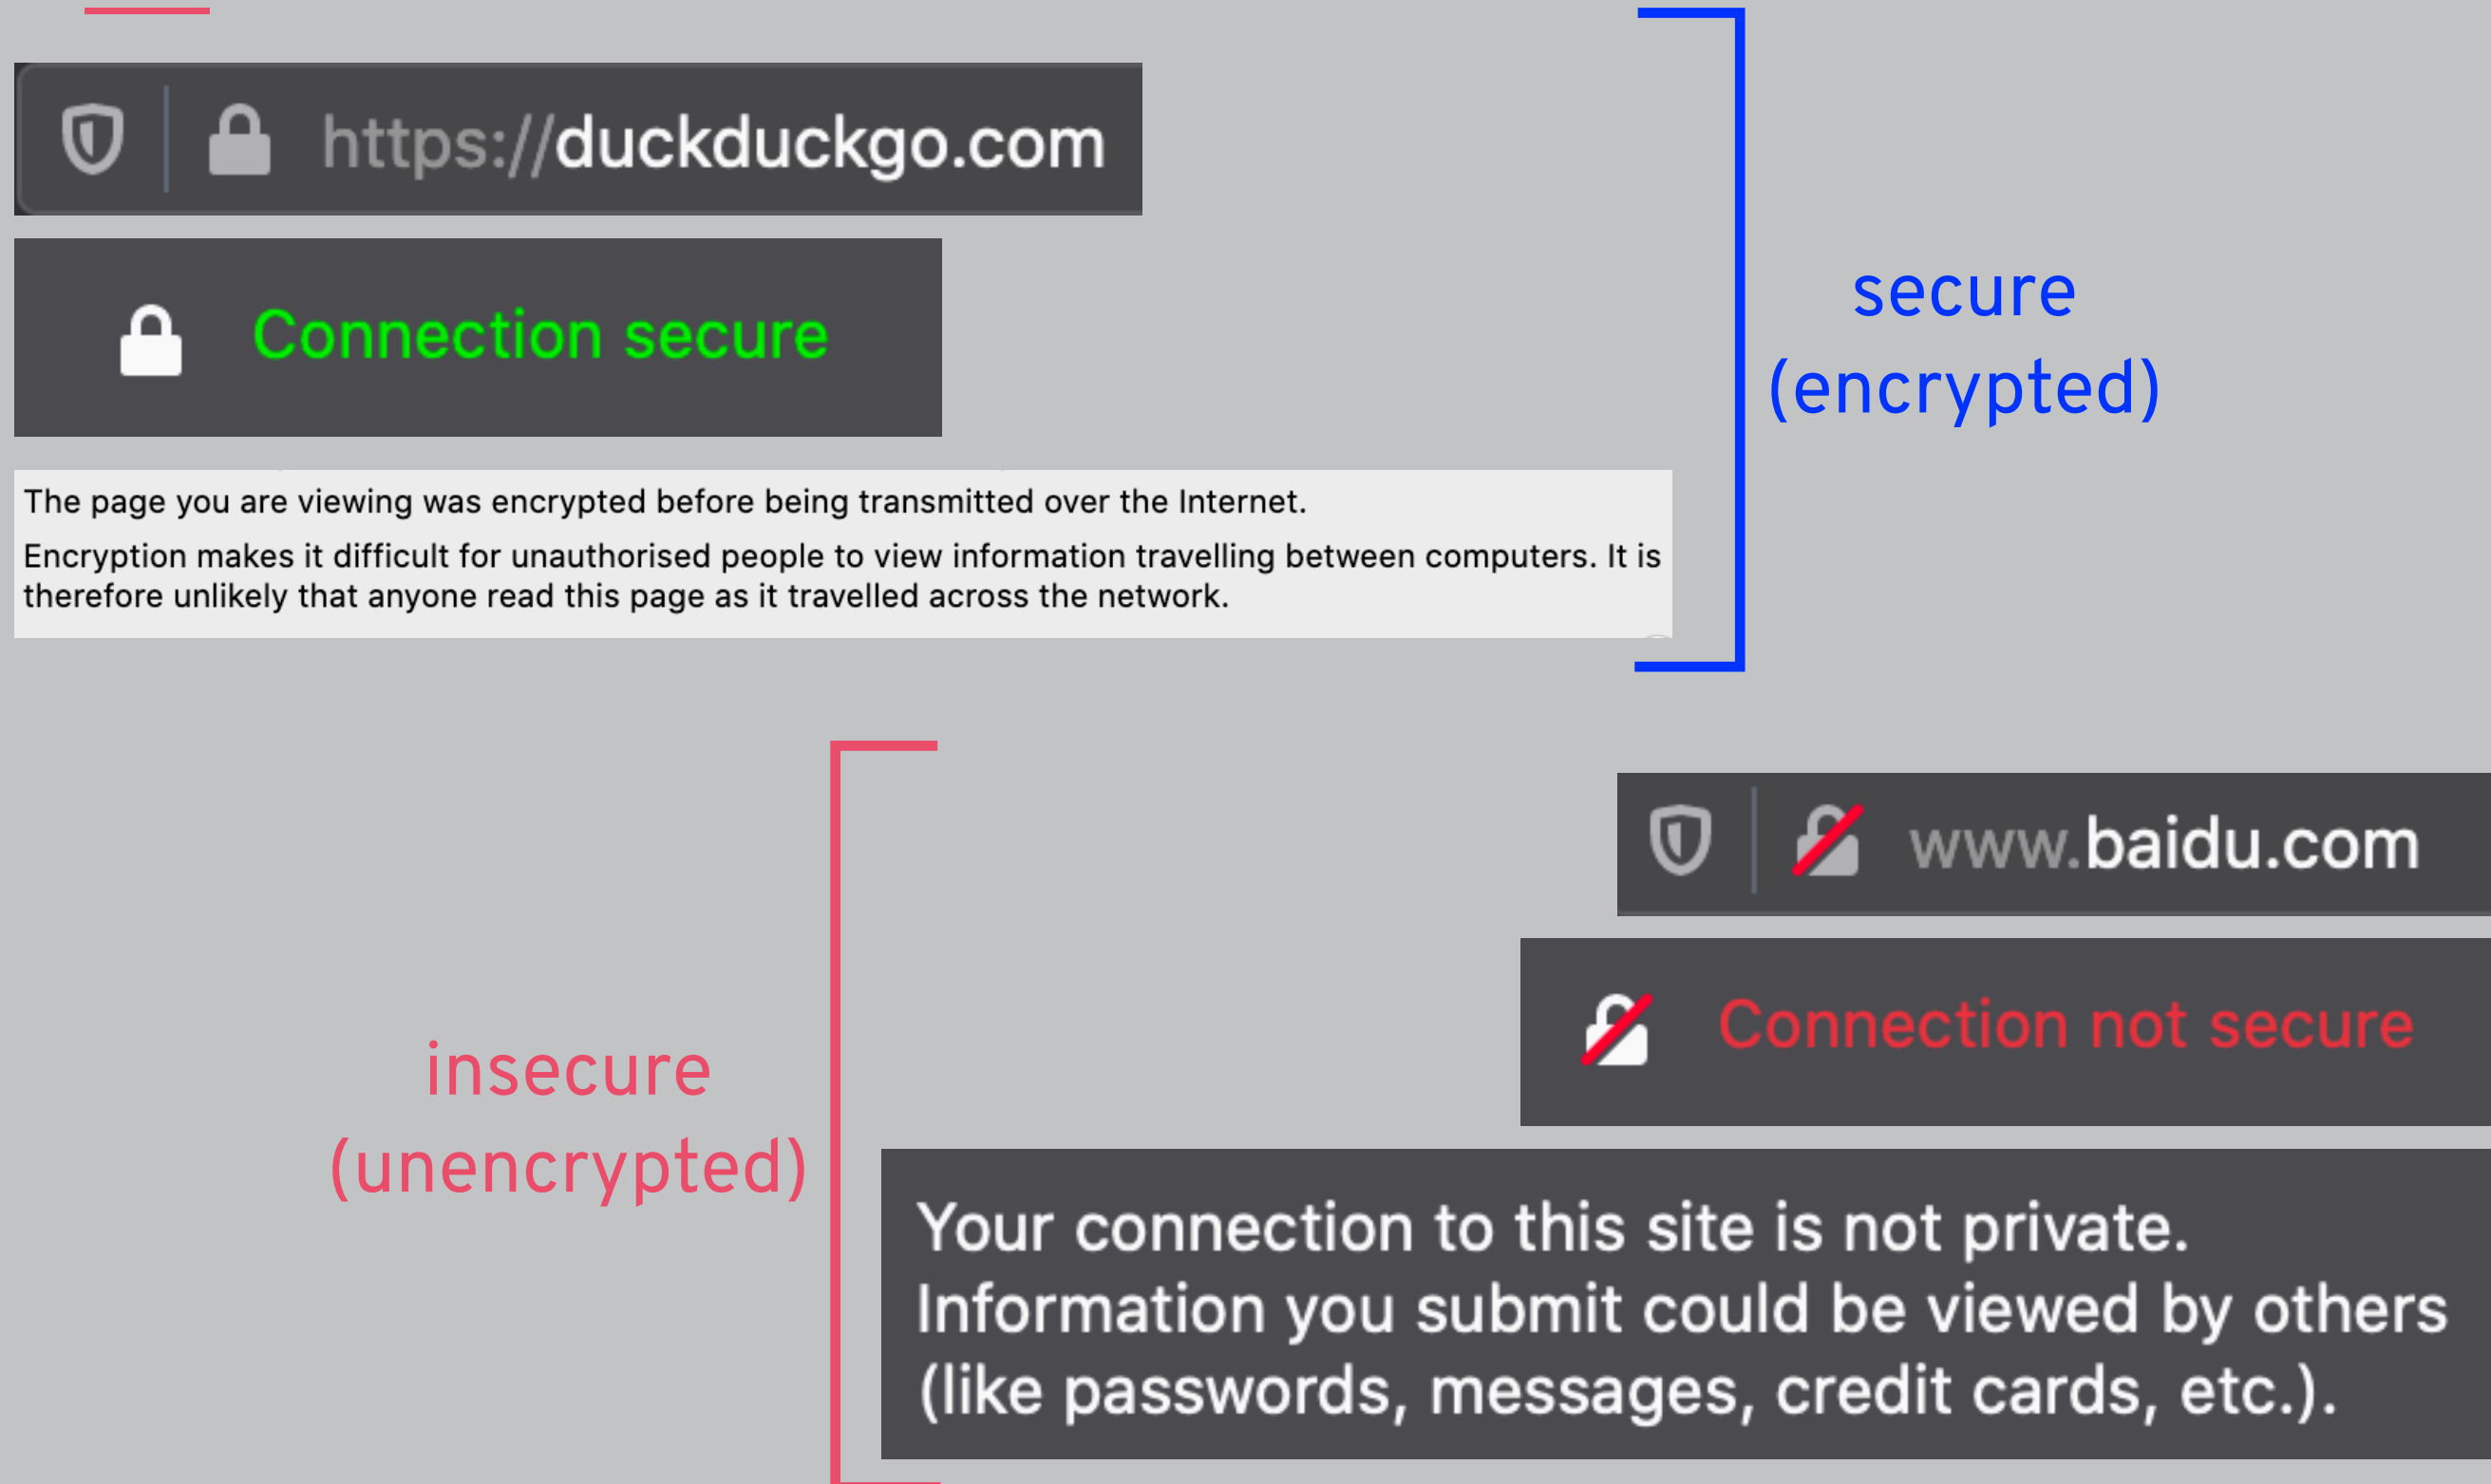 https://duckduckgo.com
Connection secure
The page you are viewing was encrypted before being transmitted over the Internet.
Encryption makes it difficult for unauthorised people to view information travelling between computers. It is
therefore unlikely that anyone read this page as it travelled across the network.
secure
(encrypted)
www.baidu.com
Connection not secure
insecure
(unencrypted)
Your connection to this site is not private.
Information you submit could be viewed by others
(like passwords, messages, credit cards, etc.).